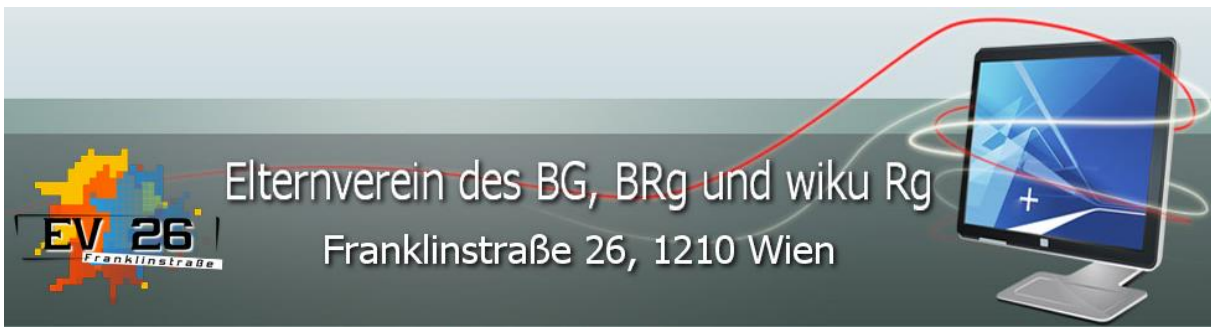 Elternverein des BG, BRg und wiku Rg
Franklinstraße 26, 1210 Wien
EV 26
Franklinstraße